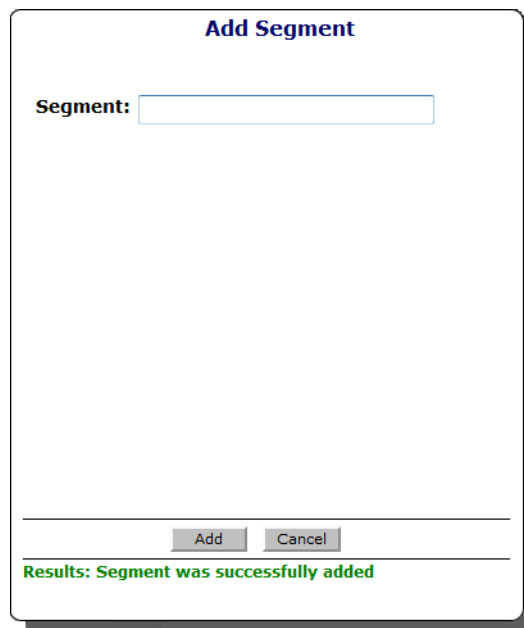 Add Segment
Segment:
Add Cancel
Results: Segment was successfully added